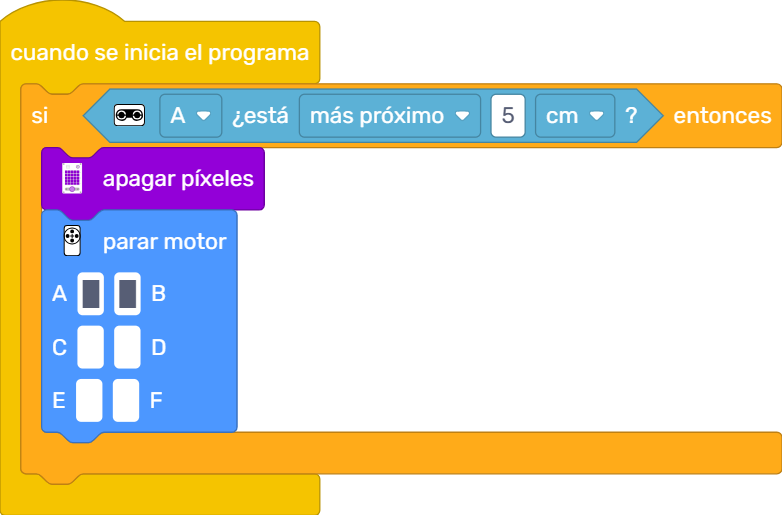 cuando se inicia el programa
si A ¿está más próximo 5 cm ? entonces
apagar píxeles
parar motor
A B
C D
E F